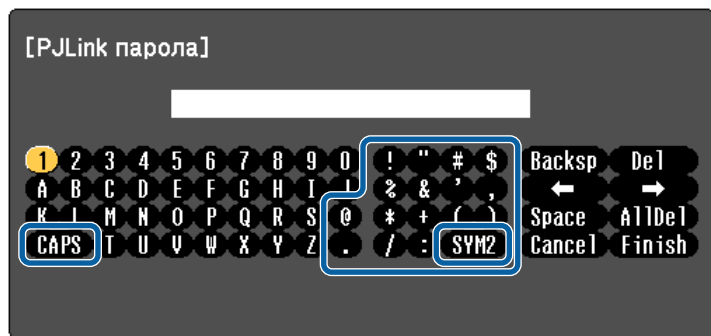 [PJLink парола]
1 2 3 4 5 6 7 8 9 0 ! " # $ Backsp Del
A B C D E F G H I J % & ' , ← →
K L M N O P Q R S @ * + ( ) Space AllDel
CAPS T U V W X Y Z . / : SYM2 Cancel Finish